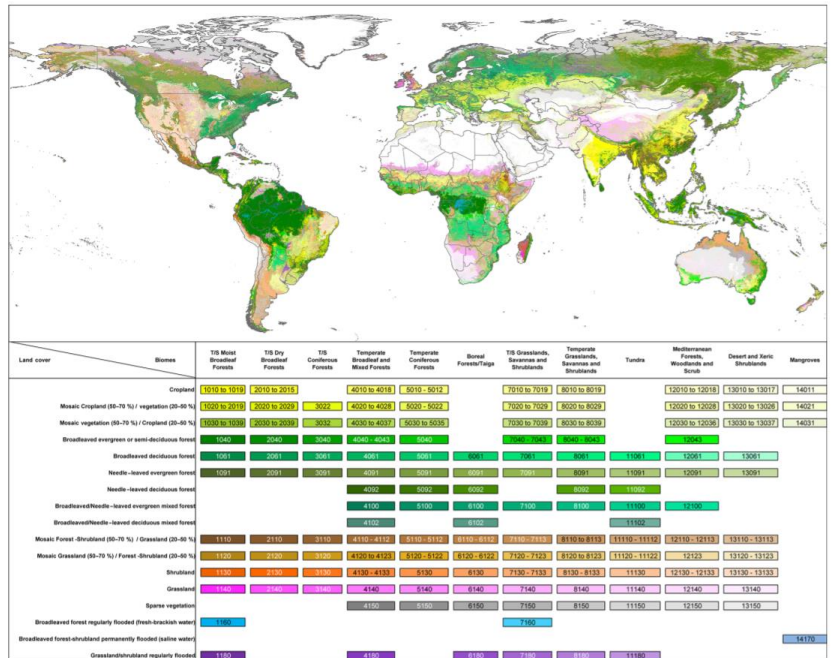 Land cover Biomes T/S Moist Broadleaf Forests T/S Dry Broadleaf Forests T/S Coniferous Forests Temperate Broadleaf and Mixed Forests Temperate Coniferous Forests Boreal Forests/Taiga T/S Grasslands, Savannas and Shrublands Temperate Grasslands, Savannas and Shrublands Tundra Mediterranean Forests, Woodlands and Scrub Desert and Xeric Shrublands Mangroves
Cropland 1010 to 1019 2010 to 2015 4010 to 4018 5010 - 5012 7010 to 7019 8010 to 8019 12010 to 12018 13010 to 13017 14011
Mosaic Cropland (50–70 %) / vegetation (20–50 %) 1020 to 2019 2020 to 2029 3022 4020 to 4028 5020 - 5022 7020 to 7029 8020 to 8029 12020 to 12028 13020 to 13026 14021
Mosaic vegetation (50–70 %) / Cropland (20–50 %) 1030 to 1039 2030 to 2039 3032 4030 to 4037 5030 to 5035 7030 to 7039 8030 to 8039 12030 to 12036 13030 to 13037 14031
Broadleaved evergreen or semi-deciduous forest 1040 2040 3040 4040 - 4043 5040 7040 - 7043 8040 - 8043 12043
Broadleaved deciduous forest 1061 2061 3061 4061 5061 6061 7061 8061 11061 12061 13061
Needle–leaved evergreen forest 1091 2091 3091 4091 5091 6091 7091 8091 11091 12091 13091
Needle–leaved deciduous forest 4092 5092 6092 8092 11092
Broadleaved/Needle–leaved evergreen mixed forest 4100 5100 6100 7100 8100 11100 12100
Broadleaved/Needle–leaved deciduous mixed forest 4102 6102 11102
Mosaic Forest -Shrubland (50–70 %) / Grassland (20–50 %) 1110 2110 3110 4110 - 4112 5110 - 5112 6110 – 6112 7110 - 7113 8110 to 8113 11110 - 11112 12110 - 12113 13110 - 13113
Mosaic Grassland (50–70 %) / Forest -Shrubland (20–50 %) 1120 2120 3120 4120 to 4123 5120 - 5122 6120 - 6122 7120 - 7123 8120 to 8123 11120 - 11122 12123 13120 - 13123
Shrubland 1130 2130 3130 4130 - 4133 5130 6130 7130 - 7133 8130 – 8133 11130 12130 - 12133 13130 - 13133
Grassland 1140 2140 3140 4140 5140 6140 7140 8140 11140 12140 13140
Sparse vegetation 4150 5150 6150 7150 8150 11150 12150 13150
Broadleaved forest regularly flooded (fresh-brackish water) 1160 7160
Broadleaved forest-shrubland permanently flooded (saline water) 14170
Grassland/shrubland regularly flooded 1180 4180 6180 7180 8180 11180